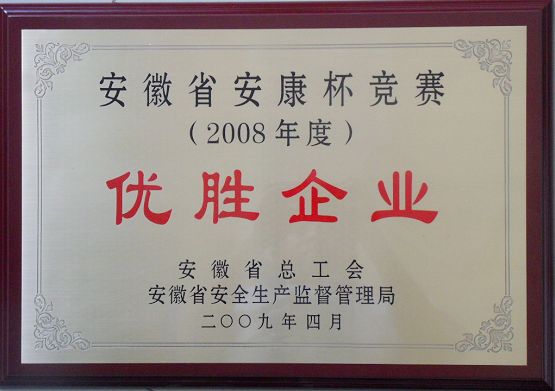 安徽省安康杯竞赛
（2008年度）
优胜企业
安徽省总工会
安徽省安全生产监督管理局
二〇〇九年四月